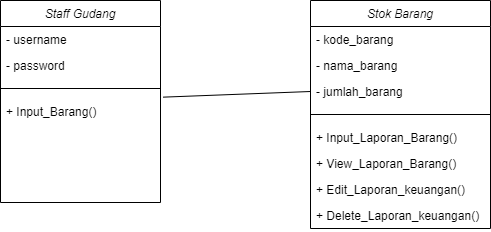 Staff Gudang
- username
- password
+ Input_Barang()
Stok Barang
- kode_barang
- nama_barang
- jumlah_barang
+ Input_Laporan_Barang()
+ View_Laporan_Barang()
+ Edit_Laporan_keuangan()
+ Delete_Laporan_keuangan()